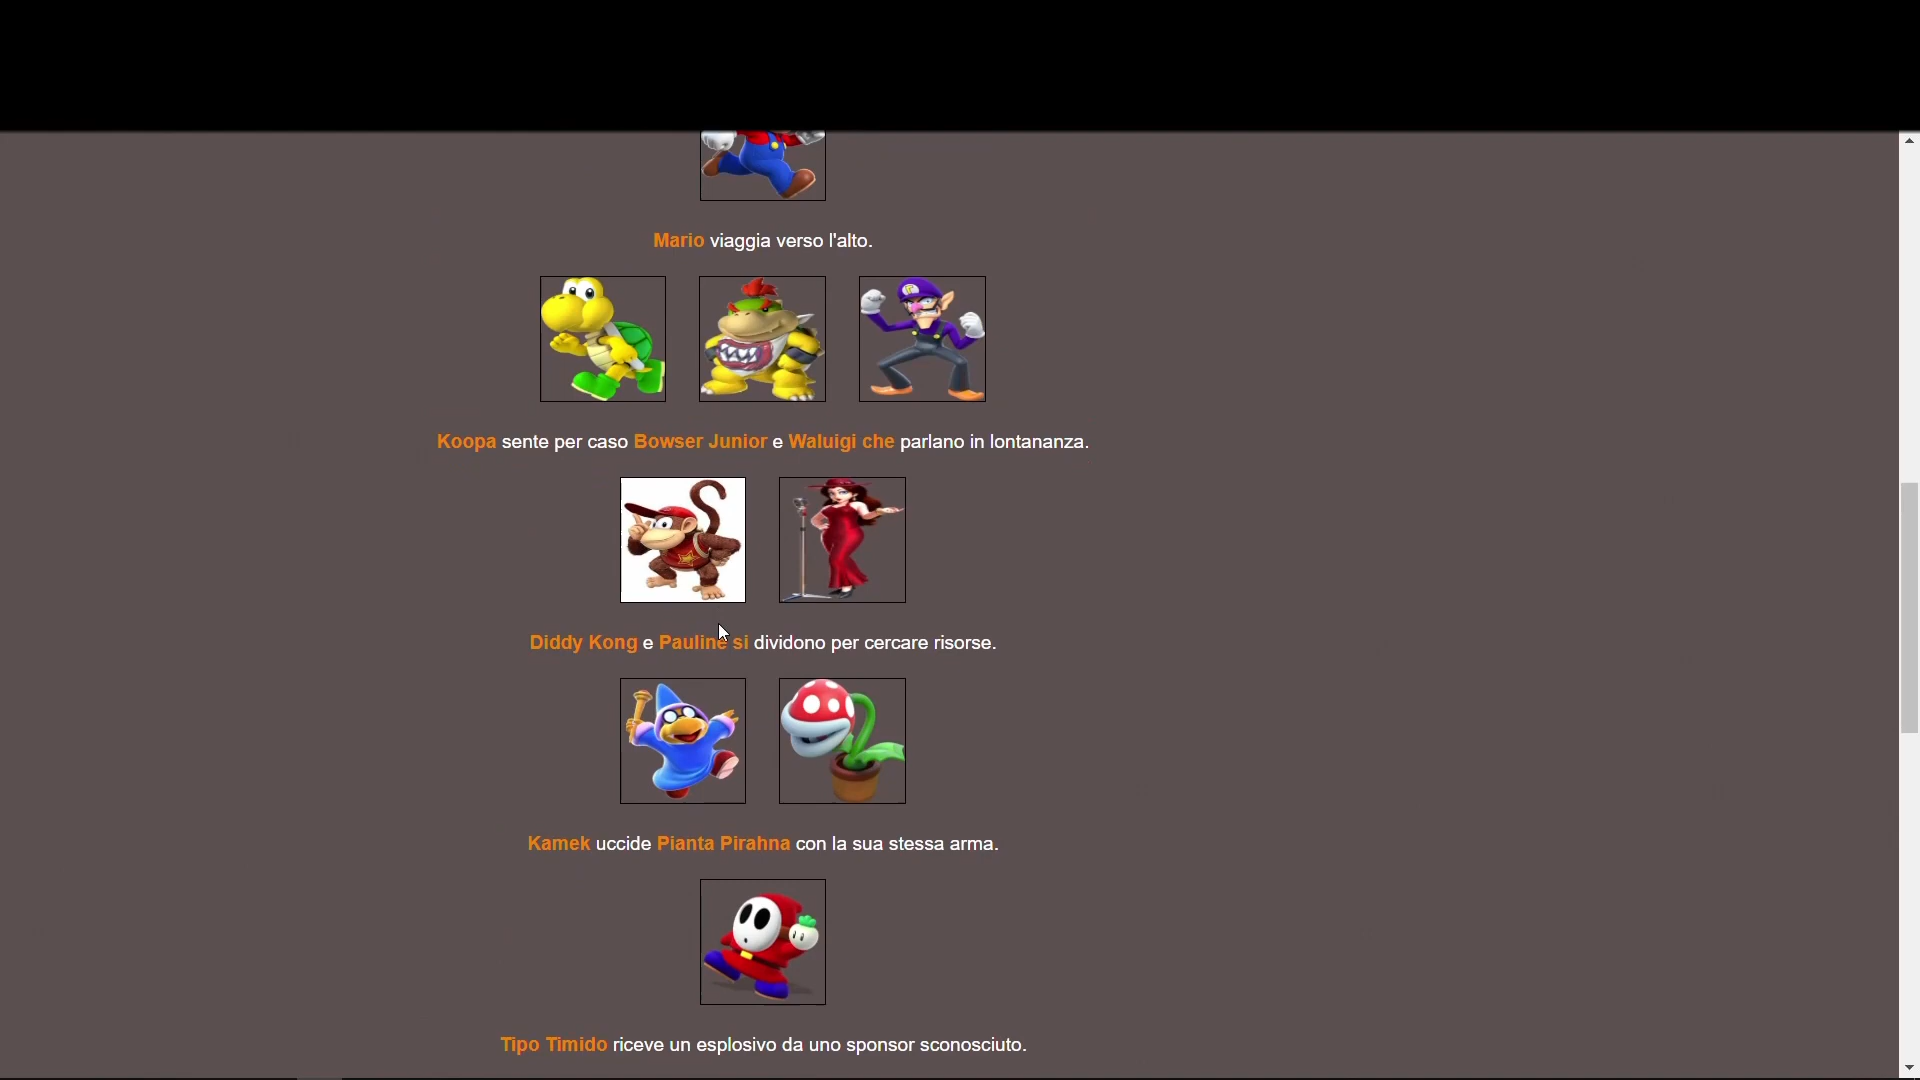 Mario viaggia verso l'alto.
Koopa sente per caso Bowser Junior e Waluigi che parlano in lontananza.
Diddy Kong e Pauline si dividono per cercare risorse.
Kamek uccide Pianta Pirahna con la sua stessa arma.
Tipo Timido riceve un esplosivo da uno sponsor sconosciuto.